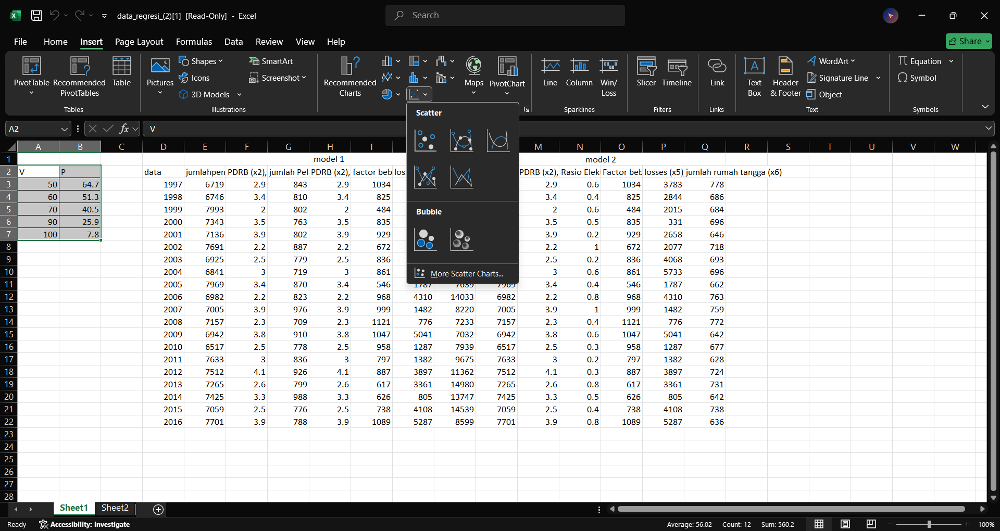 data_regresi_(2)[1]  [Read-Only]  -  Excel
Search
File Home Insert Page Layout Formulas Data Review View Help
Share
PivotTable
Recommended PivotTables
Table
Tables
Pictures
Shapes
Icons
3D Models
SmartArt
Screenshot
Illustrations
Recommended Charts
Maps
PivotChart
Line
Column
Win/ Loss
Sparklines
Slicer
Timeline
Filters
Link
Links
Text Box
Header & Footer
WordArt
Signature Line
Object
Text
Equation
Symbol
Symbols
A2 fx V
Scatter
Bubble
More Scatter Charts...
A B C D E F G H I M N O P Q R S T U V W
1 model 1 model 2
2 V P data jumlahpen PDRB (x2), jumlah Pel PDRB (x2), factor beb loss PDRB (x2), Rasio Elekt Factor beb losses (x5) jumlah rumah tangga (x6)
3 50 64.7 1997 6719 2.9 843 2.9 1034 2.9 0.6 1034 3783 778
4 60 51.3 1998 6746 3.4 810 3.4 825 3.4 0.4 825 2844 686
5 70 40.5 1999 7993 2 802 2 484 2 0.6 484 2015 684
6 90 25.9 2000 7343 3.5 763 3.5 835 3.5 0.5 835 331 696
7 100 7.8 2001 7136 3.9 802 3.9 929 3.9 0.2 929 2658 646
8 2002 7691 2.2 887 2.2 672 2.2 1 672 2077 718
9 2003 6925 2.5 779 2.5 836 2.5 0.2 836 4068 693
10 2004 6841 3 719 3 861 3 0.6 861 5733 696
11 2005 7969 3.4 870 3.4 546 1787 7659 7969 3.4 0.4 546 1787 662
12 2006 6982 2.2 823 2.2 968 4310 14033 6982 2.2 0.8 968 4310 763
13 2007 7005 3.9 976 3.9 999 1482 8220 7005 3.9 1 999 1482 759
14 2008 7157 2.3 709 2.3 1121 776 7233 7157 2.3 0.4 1121 776 772
15 2009 6942 3.8 910 3.8 1047 5041 7032 6942 3.8 0.6 1047 5041 642
16 2010 6517 2.5 778 2.5 958 1287 7939 6517 2.5 0.3 958 1287 677
17 2011 7633 3 836 3 797 1382 9675 7633 3 0.2 797 1382 628
18 2012 7512 4.1 926 4.1 887 3897 11362 7512 4.1 0.3 887 3897 724
19 2013 7265 2.6 799 2.6 617 3361 14980 7265 2.6 0.8 617 3361 731
20 2014 7425 3.3 988 3.3 626 805 13747 7425 3.3 0.5 626 805 642
21 2015 7059 2.5 776 2.5 738 4108 14539 7059 2.5 0.4 738 4108 738
22 2016 7701 3.9 788 3.9 1089 5287 8599 7701 3.9 0.8 1089 5287 636
23
24
25
26
27
28
Sheet1 Sheet2
Ready Accessibility: Investigate Average: 56.02 Count: 12 Sum: 560.2 100%